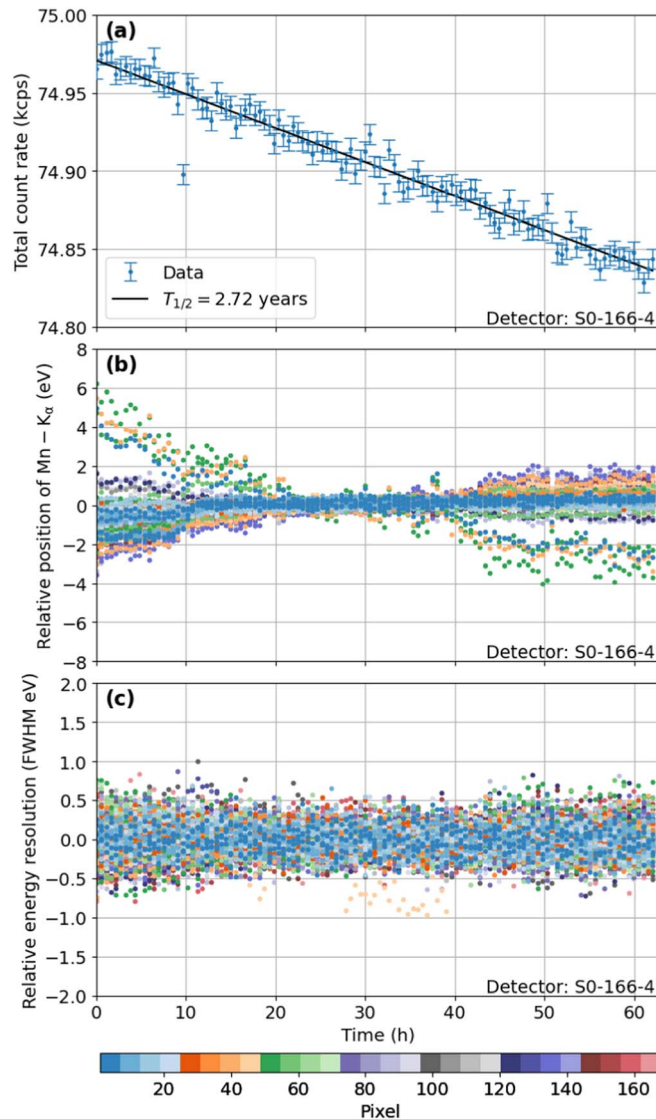 75.00
(a)
74.95
74.90
74.85
74.80
Total count rate (kcps)
Data
T1/2 = 2.72 years
Detector: S0-166-4
8
(b)
6
4
2
0
−2
−4
−6
−8
Relative position of Mn − Kα (eV)
Detector: S0-166-4
2.0
(c)
1.5
1.0
0.5
0.0
−0.5
−1.0
−1.5
−2.0
Relative energy resolution (FWHM eV)
Detector: S0-166-4
0 10 20 30 40 50 60
Time (h)
20 40 60 80 100 120 140 160
Pixel